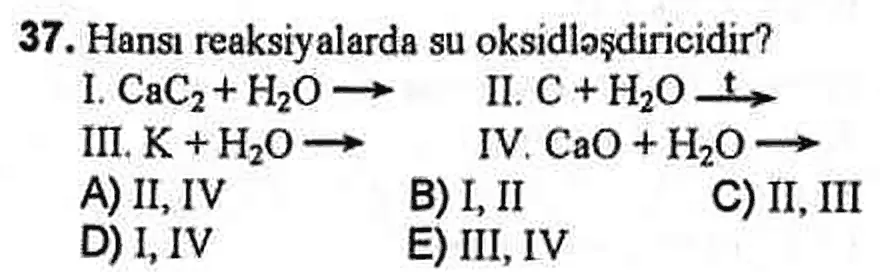 37. Hansı reaksiyalarda su oksidləşdiricidir?
I. CaC₂ + H₂O ⟶ II. C + H₂O —t→
III. K + H₂O ⟶ IV. CaO + H₂O ⟶
A) II, IV B) I, II C) II, III
D) I, IV E) III, IV